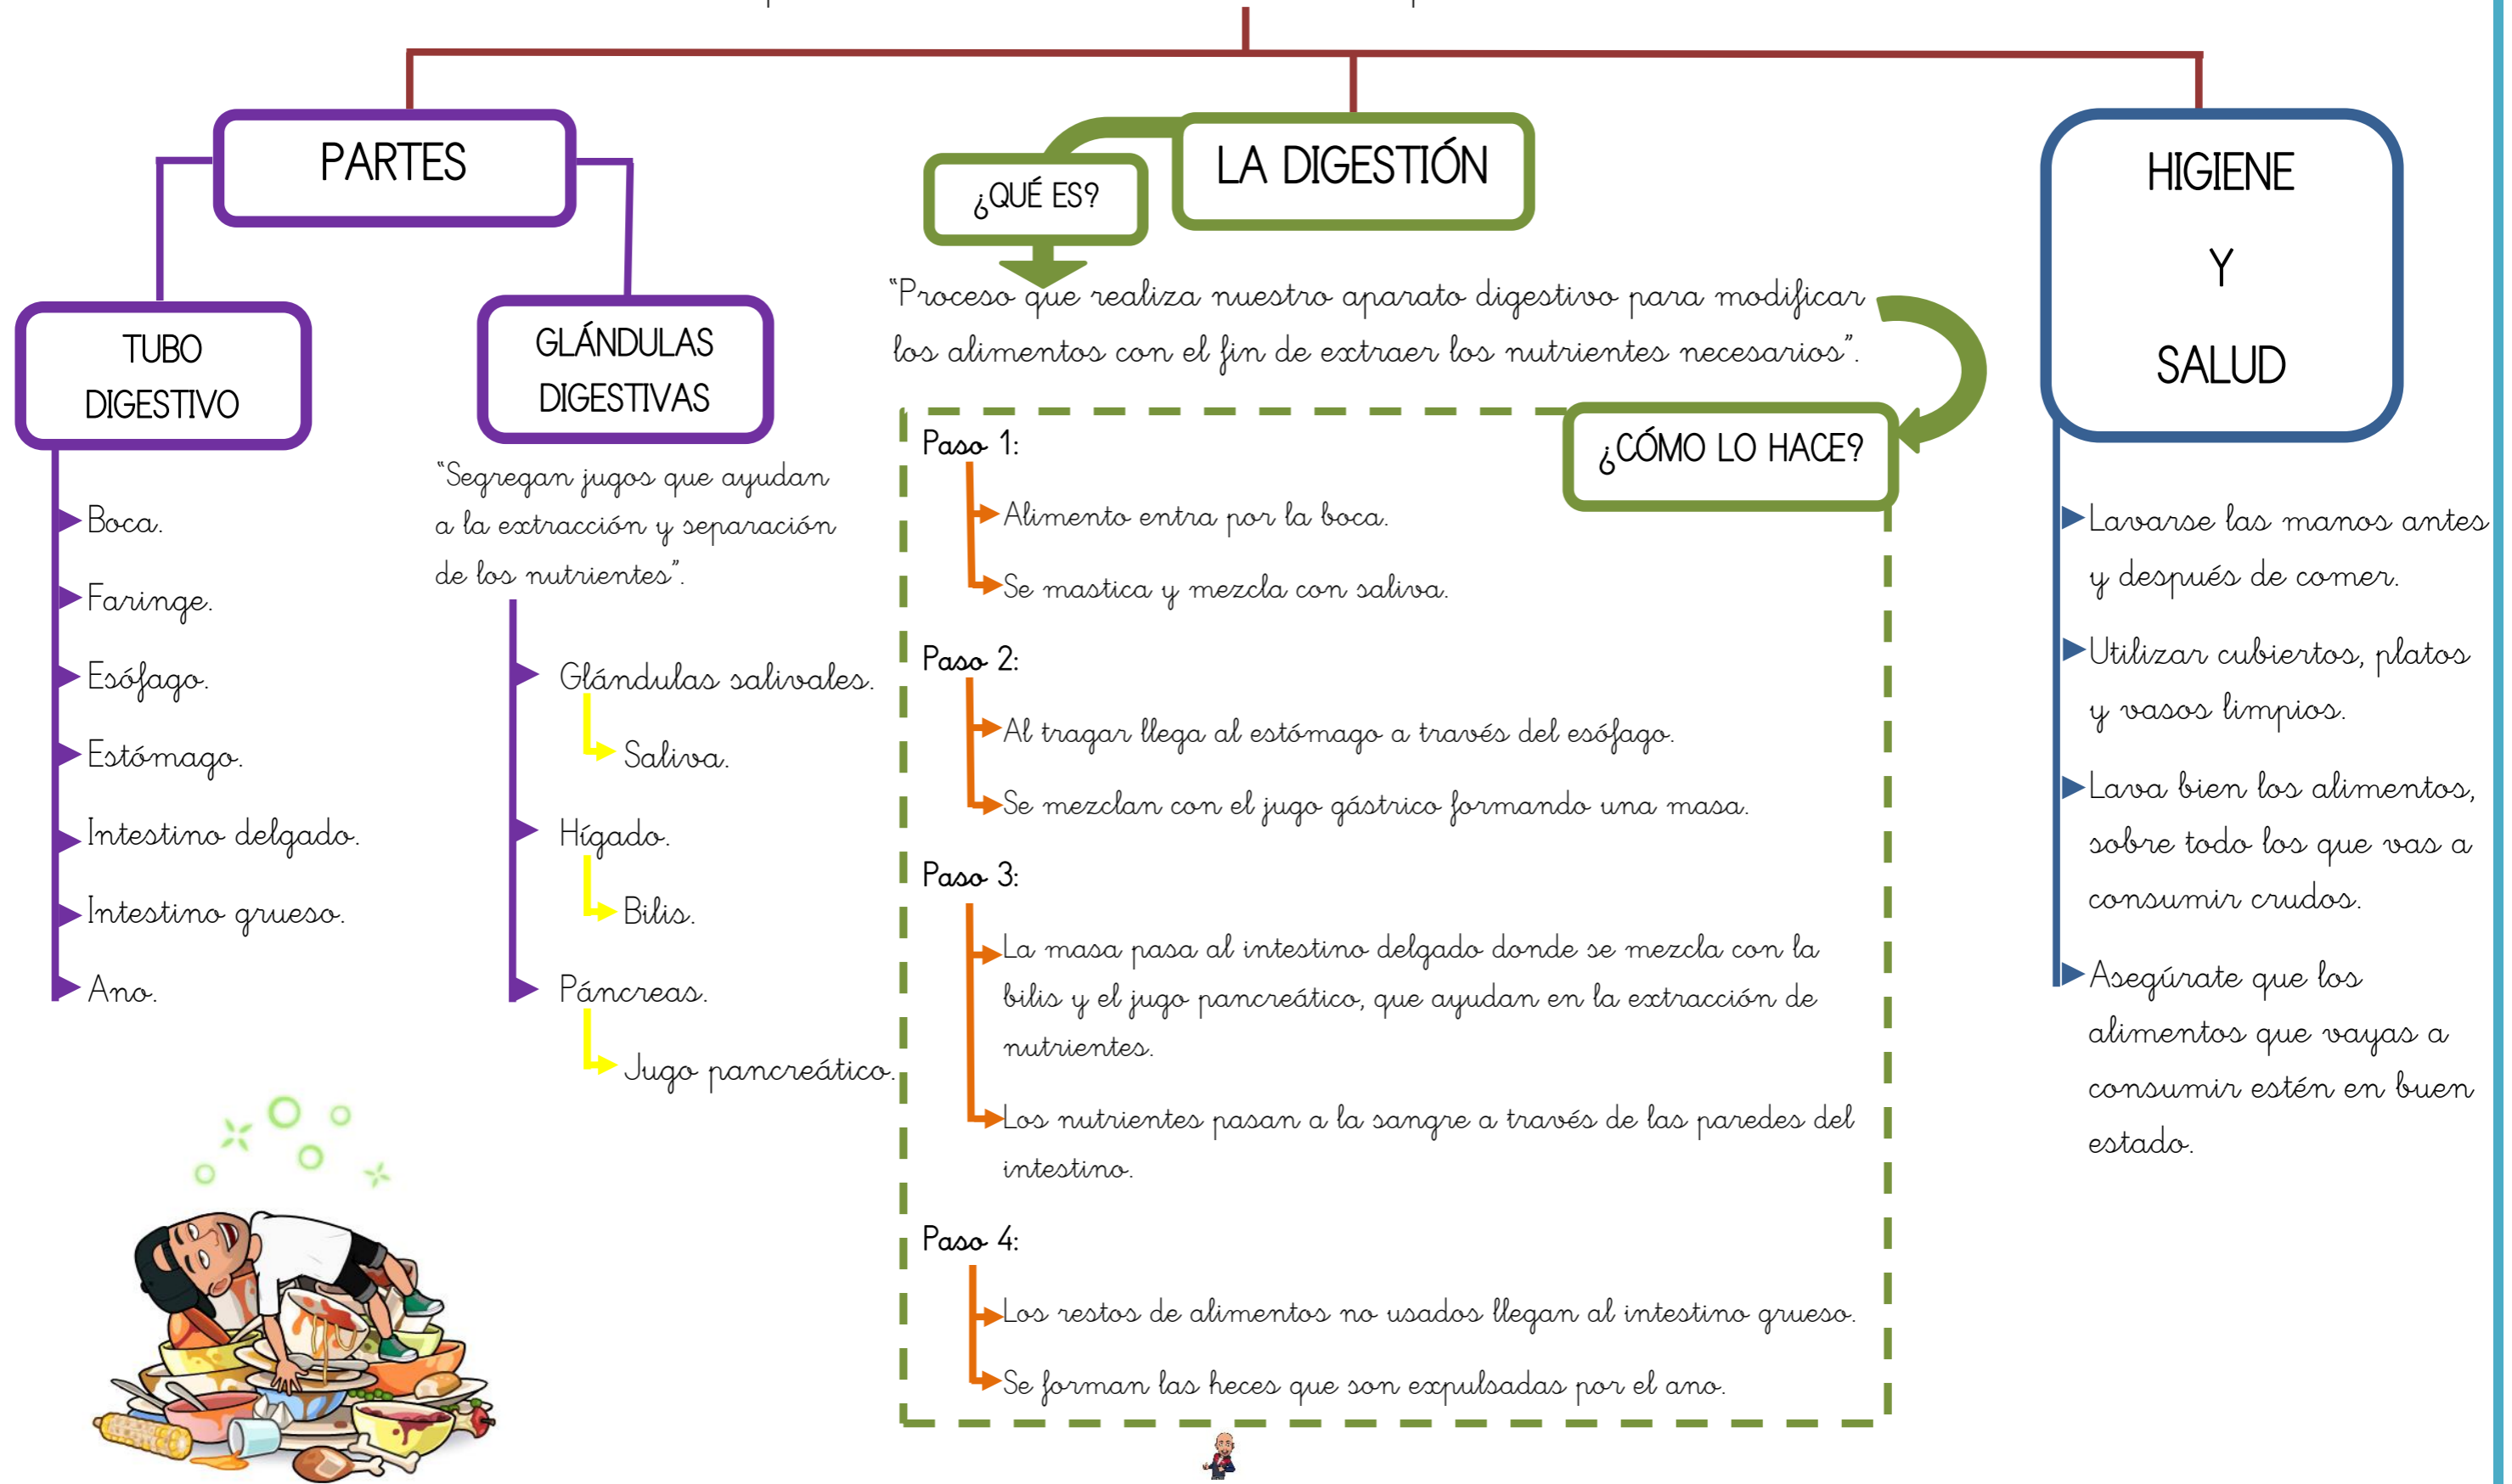 PARTES
TUBO
DIGESTIVO
Boca.
Faringe.
Esófago.
Estómago.
Intestino delgado.
Intestino grueso.
Ano.
GLÁNDULAS
DIGESTIVAS
“Segregan jugos que ayudan
a la extracción y separación
de los nutrientes”.
Glándulas salivales.
Saliva.
Hígado.
Bilis.
Páncreas.
Jugo pancreático.
LA DIGESTIÓN
¿QUÉ ES?
“Proceso que realiza nuestro aparato digestivo para modificar
los alimentos con el fin de extraer los nutrientes necesarios”.
¿CÓMO LO HACE?
Paso 1:
Alimento entra por la boca.
Se mastica y mezcla con saliva.
Paso 2:
Al tragar llega al estómago a través del esófago.
Se mezclan con el jugo gástrico formando una masa.
Paso 3:
La masa pasa al intestino delgado donde se mezcla con la
bilis y el jugo pancreático, que ayudan en la extracción de
nutrientes.
Los nutrientes pasan a la sangre a través de las paredes del
intestino.
Paso 4:
Los restos de alimentos no usados llegan al intestino grueso.
Se forman las heces que son expulsadas por el ano.
HIGIENE
Y
SALUD
Lavarse las manos antes
y después de comer.
Utilizar cubiertos, platos
y vasos limpios.
Lava bien los alimentos,
sobre todo los que vas a
consumir crudos.
Asegúrate que los
alimentos que vayas a
consumir estén en buen
estado.